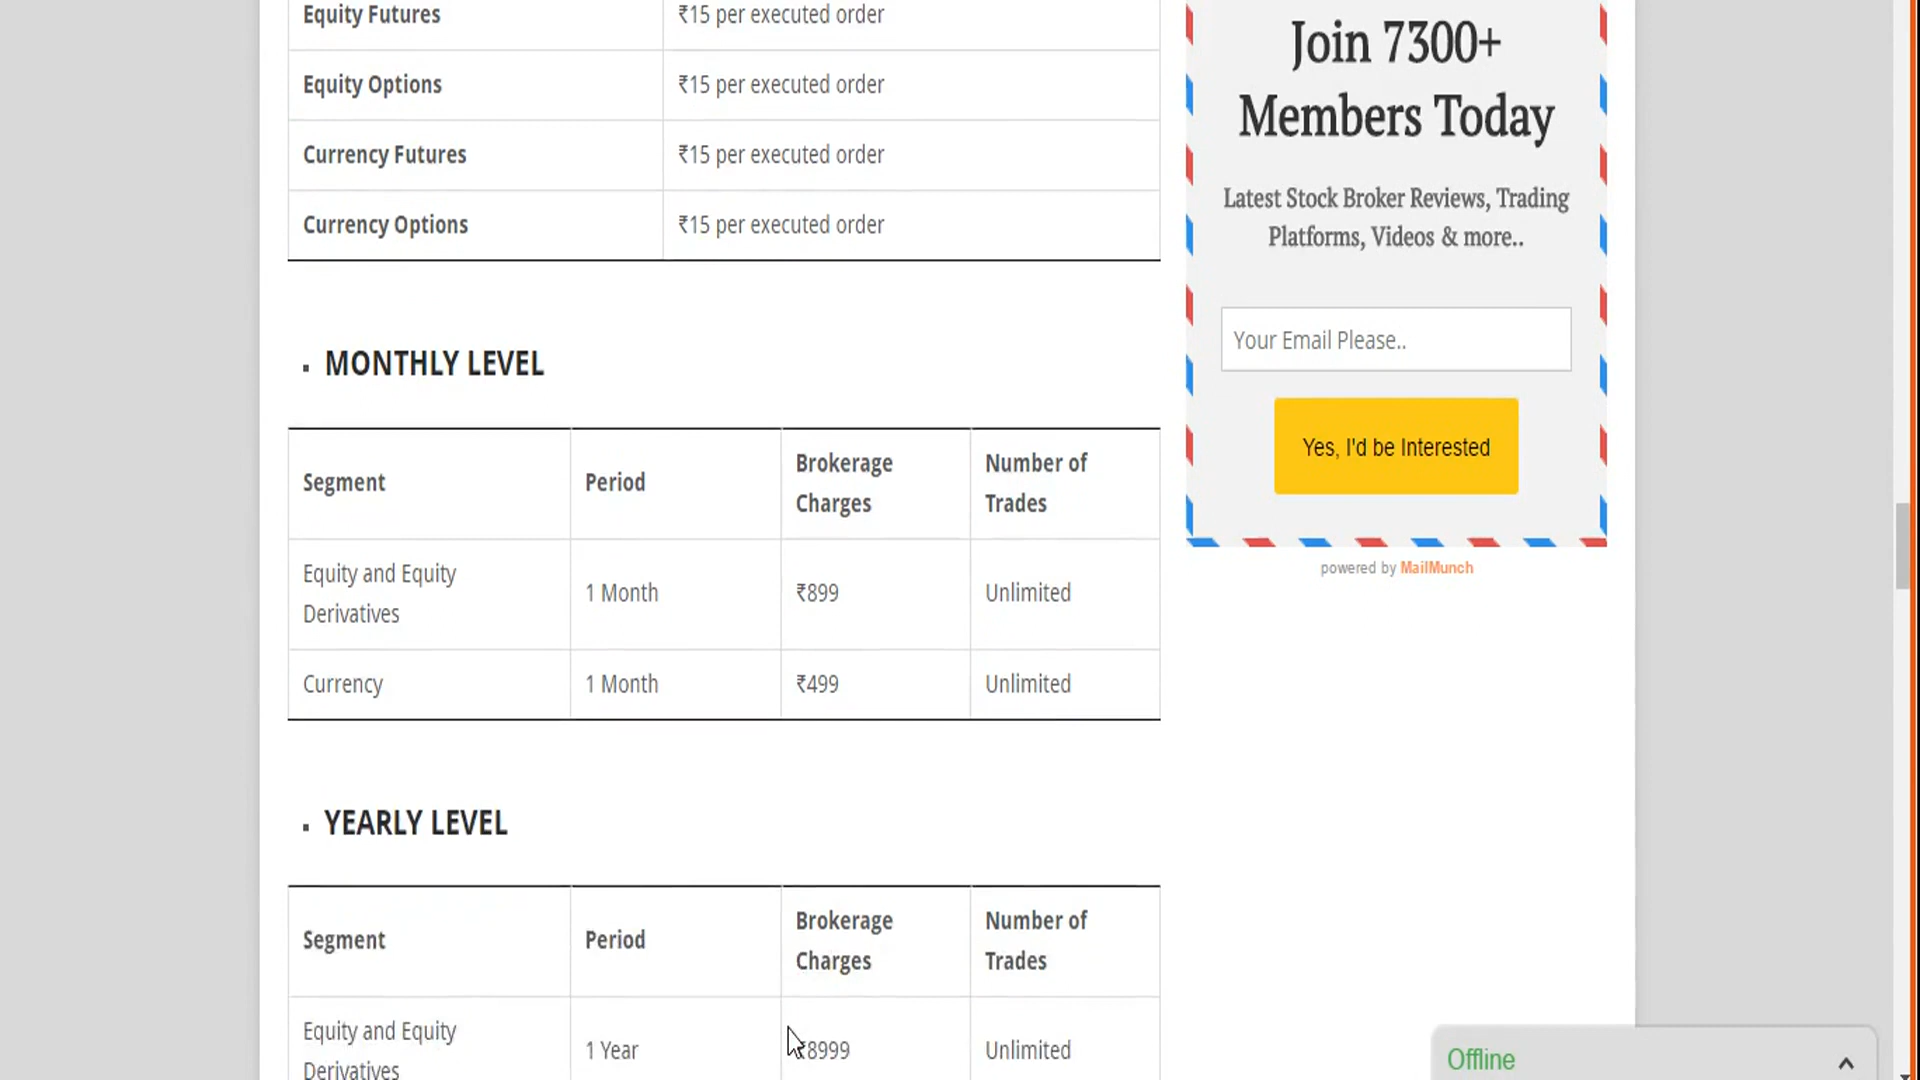 Equity Futures ₹15 per executed order
Equity Options ₹15 per executed order
Currency Futures ₹15 per executed order
Currency Options ₹15 per executed order
▪ MONTHLY LEVEL
Segment Period Brokerage Charges Number of Trades
Equity and Equity Derivatives 1 Month ₹899 Unlimited
Currency 1 Month ₹499 Unlimited
▪ YEARLY LEVEL
Segment Period Brokerage Charges Number of Trades
Equity and Equity Derivatives 1 Year ₹8999 Unlimited
Join 7300+
Members Today
Latest Stock Broker Reviews, Trading
Platforms, Videos & more..
Your Email Please..
Yes, I'd be Interested
powered by MailMunch
Offline